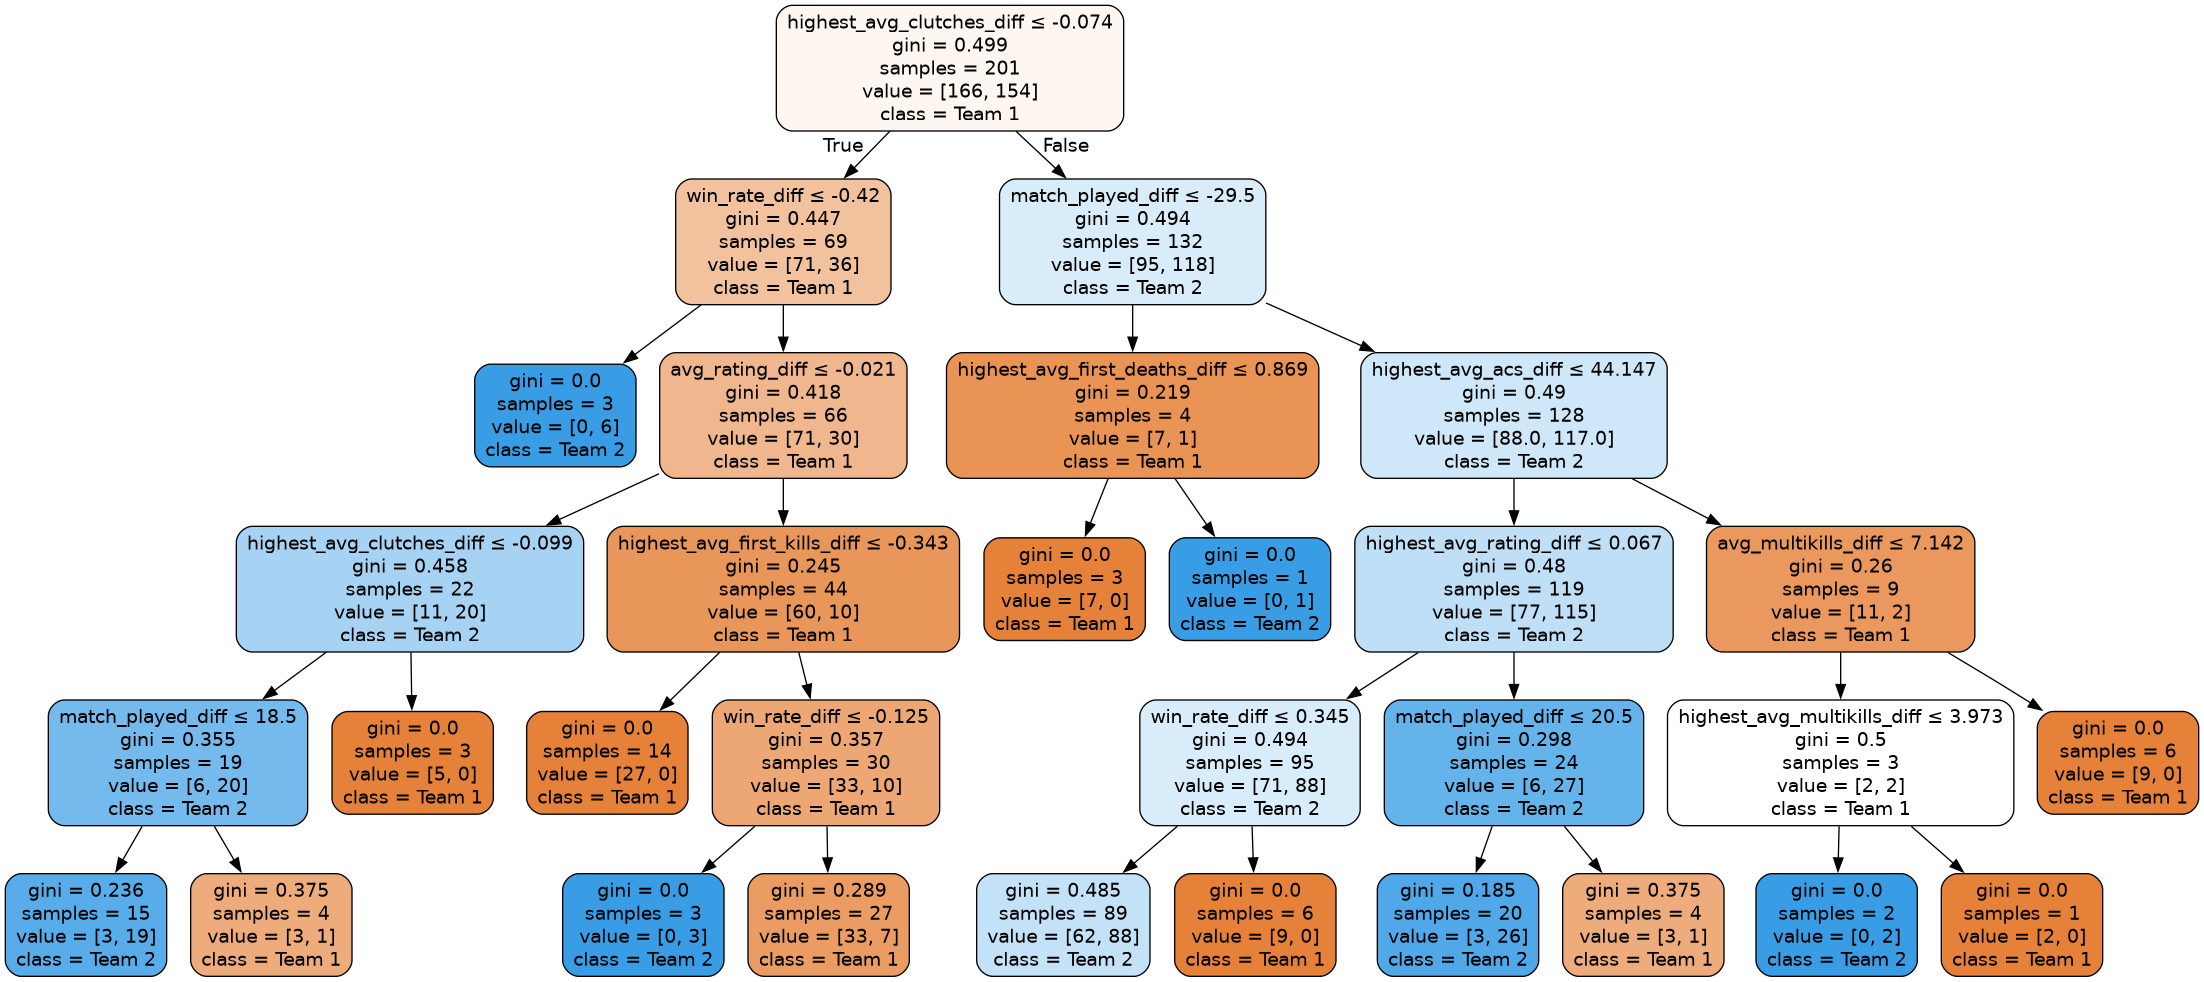 highest_avg_clutches_diff ≤ -0.074
gini = 0.499
samples = 201
value = [166, 154]
class = Team 1
True
False
win_rate_diff ≤ -0.42
gini = 0.447
samples = 69
value = [71, 36]
class = Team 1
match_played_diff ≤ -29.5
gini = 0.494
samples = 132
value = [95, 118]
class = Team 2
gini = 0.0
samples = 3
value = [0, 6]
class = Team 2
avg_rating_diff ≤ -0.021
gini = 0.418
samples = 66
value = [71, 30]
class = Team 1
highest_avg_first_deaths_diff ≤ 0.869
gini = 0.219
samples = 4
value = [7, 1]
class = Team 1
highest_avg_acs_diff ≤ 44.147
gini = 0.49
samples = 128
value = [88.0, 117.0]
class = Team 2
highest_avg_clutches_diff ≤ -0.099
gini = 0.458
samples = 22
value = [11, 20]
class = Team 2
highest_avg_first_kills_diff ≤ -0.343
gini = 0.245
samples = 44
value = [60, 10]
class = Team 1
gini = 0.0
samples = 3
value = [7, 0]
class = Team 1
gini = 0.0
samples = 1
value = [0, 1]
class = Team 2
highest_avg_rating_diff ≤ 0.067
gini = 0.48
samples = 119
value = [77, 115]
class = Team 2
avg_multikills_diff ≤ 7.142
gini = 0.26
samples = 9
value = [11, 2]
class = Team 1
match_played_diff ≤ 18.5
gini = 0.355
samples = 19
value = [6, 20]
class = Team 2
gini = 0.0
samples = 3
value = [5, 0]
class = Team 1
gini = 0.0
samples = 14
value = [27, 0]
class = Team 1
win_rate_diff ≤ -0.125
gini = 0.357
samples = 30
value = [33, 10]
class = Team 1
win_rate_diff ≤ 0.345
gini = 0.494
samples = 95
value = [71, 88]
class = Team 2
match_played_diff ≤ 20.5
gini = 0.298
samples = 24
value = [6, 27]
class = Team 2
highest_avg_multikills_diff ≤ 3.973
gini = 0.5
samples = 3
value = [2, 2]
class = Team 1
gini = 0.0
samples = 6
value = [9, 0]
class = Team 1
gini = 0.236
samples = 15
value = [3, 19]
class = Team 2
gini = 0.375
samples = 4
value = [3, 1]
class = Team 1
gini = 0.0
samples = 3
value = [0, 3]
class = Team 2
gini = 0.289
samples = 27
value = [33, 7]
class = Team 1
gini = 0.485
samples = 89
value = [62, 88]
class = Team 2
gini = 0.0
samples = 6
value = [9, 0]
class = Team 1
gini = 0.185
samples = 20
value = [3, 26]
class = Team 2
gini = 0.375
samples = 4
value = [3, 1]
class = Team 1
gini = 0.0
samples = 2
value = [0, 2]
class = Team 2
gini = 0.0
samples = 1
value = [2, 0]
class = Team 1